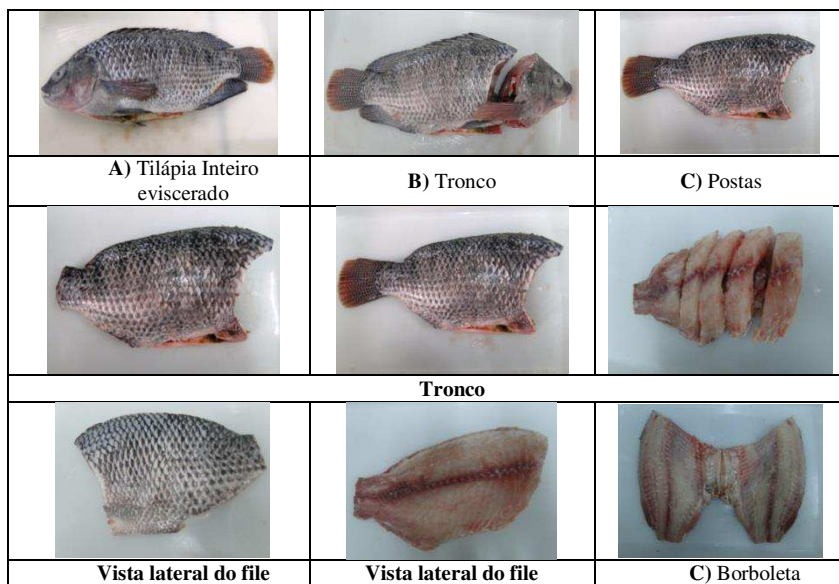 A) Tilápia Inteiro
eviscerado
B) Tronco
C) Postas
Tronco
Vista lateral do file
Vista lateral do file
C) Borboleta